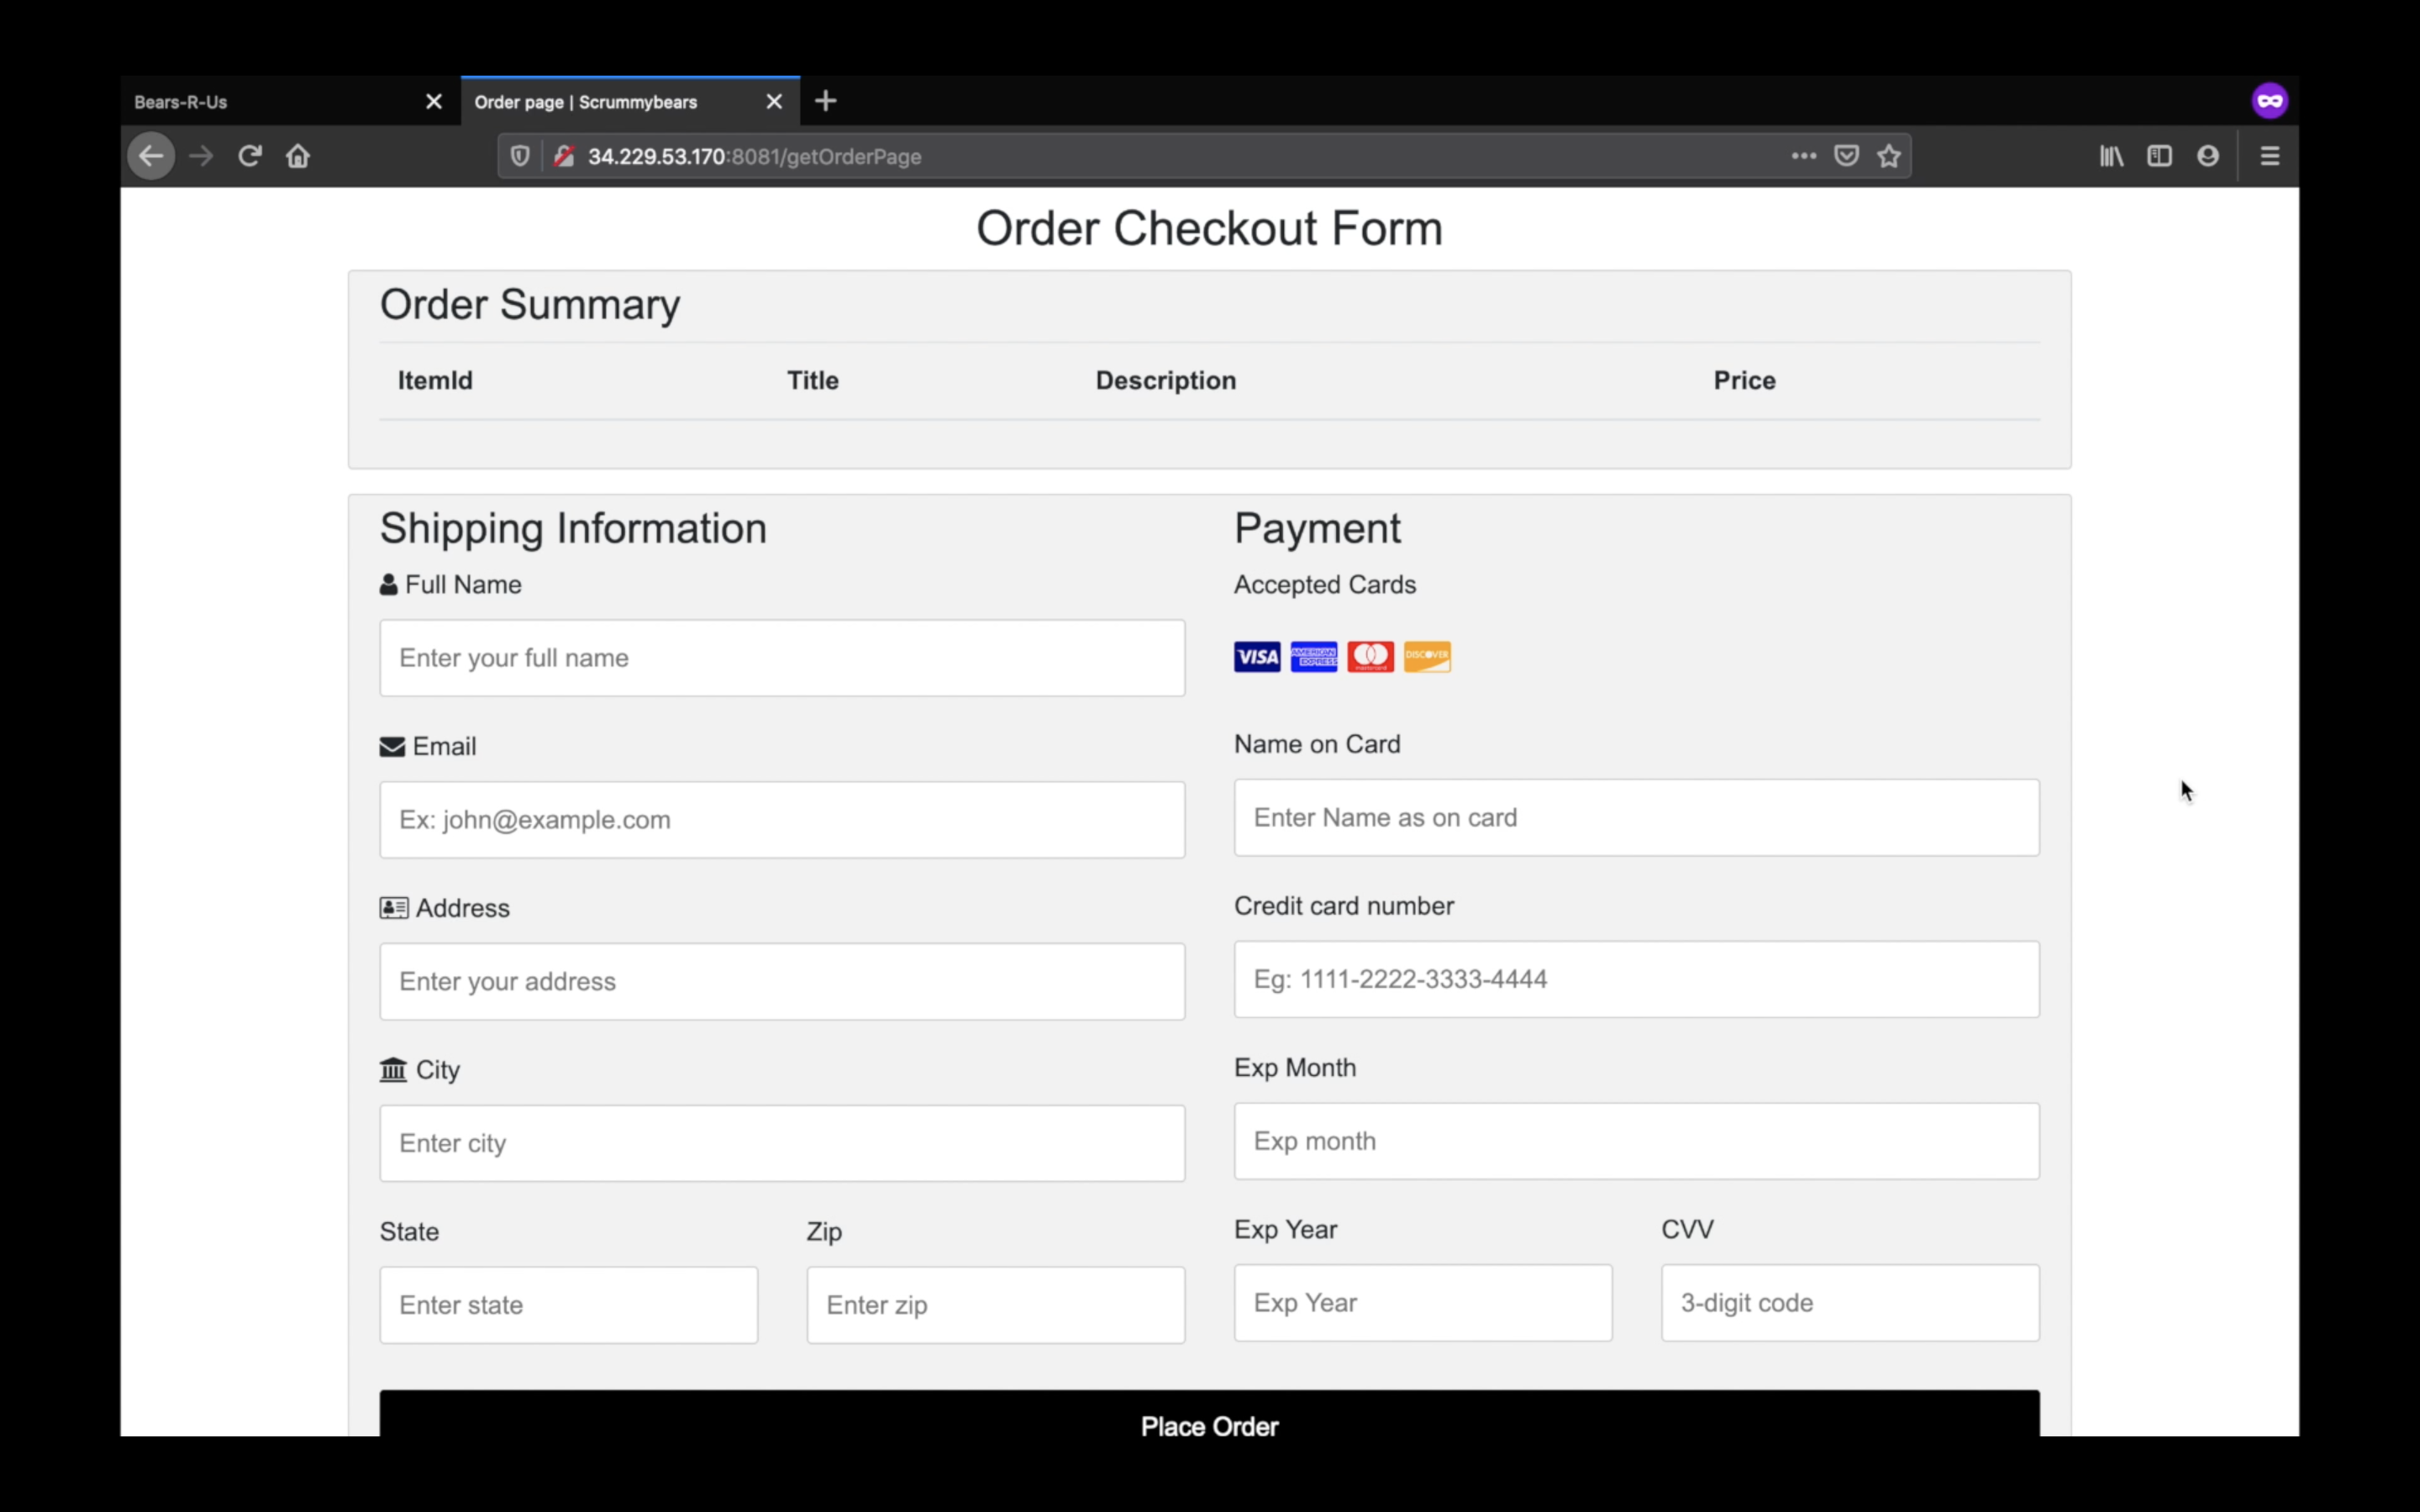 Bears-R-Us
Order page | Scrummybears
34.229.53.170:8081/getOrderPage
Order Checkout Form
Order Summary
ItemId Title Description Price
Shipping Information
Full Name
Enter your full name
Email
Ex: john@example.com
Address
Enter your address
City
Enter city
State Zip
Enter state Enter zip
Payment
Accepted Cards
VISA AMERICAN EXPRESS mastercard DISCOVER
Name on Card
Enter Name as on card
Credit card number
Eg: 1111-2222-3333-4444
Exp Month
Exp month
Exp Year CVV
Exp Year 3-digit code
Place Order